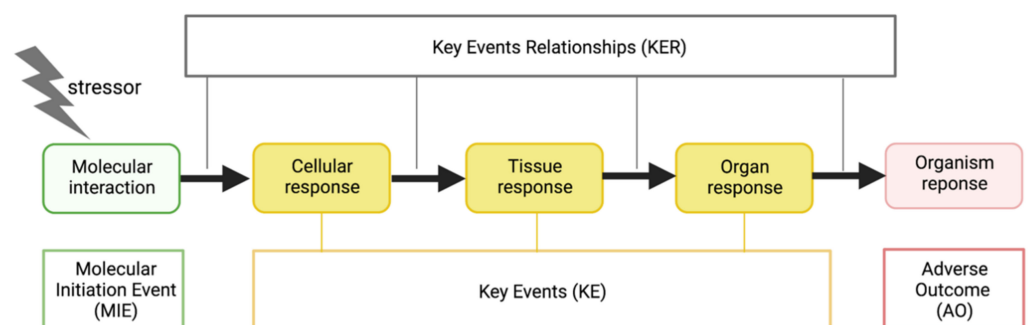 Key Events Relationships (KER)
stressor
Molecular
interaction
Cellular
response
Tissue
response
Organ
response
Organism
reponse
Molecular
Initiation Event
(MIE)
Key Events (KE)
Adverse
Outcome
(AO)